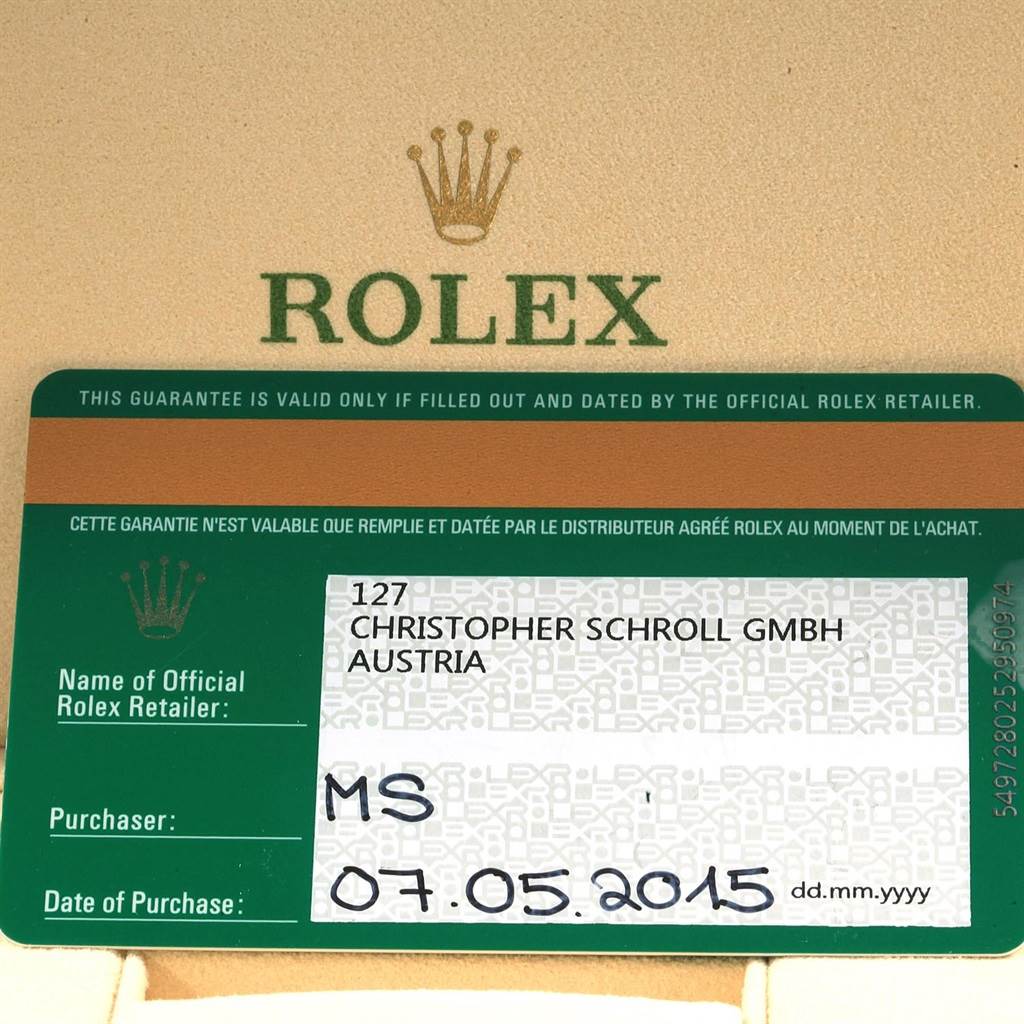 ROLEX
THIS GUARANTEE IS VALID ONLY IF FILLED OUT AND DATED BY THE OFFICIAL ROLEX RETAILER.
CETTE GARANTIE N'EST VALABLE QUE REMPLIE ET DATÉE PAR LE DISTRIBUTEUR AGRÉÉ ROLEX AU MOMENT DE L'ACHAT.
127
CHRISTOPHER SCHROLL GMBH
AUSTRIA
Name of Official
Rolex Retailer:
Purchaser: MS
Date of Purchase: 07.05.2015 dd.mm.yyyy
5497280252950974